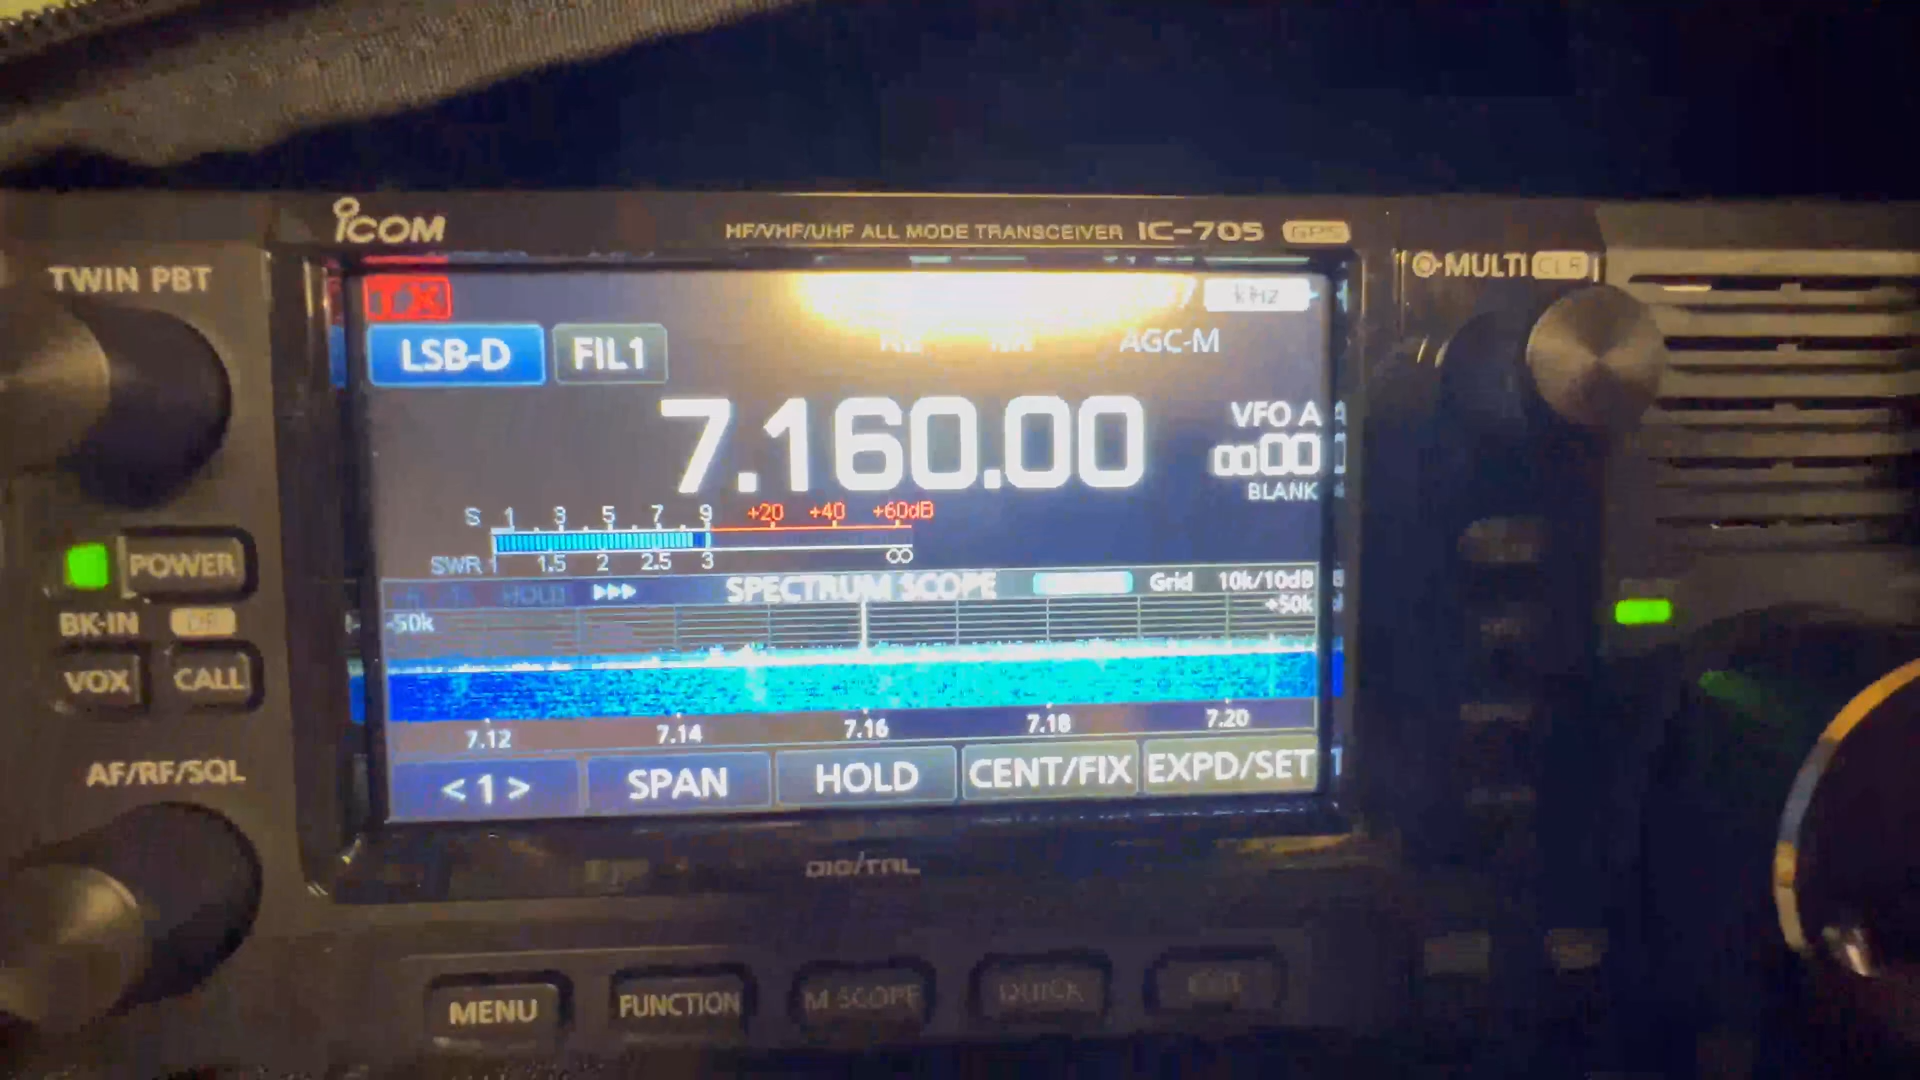 ICOM
HF/VHF/UHF ALL MODE TRANSCEIVER IC-705 GPS
TWIN PBT
MULTI CLR
kHz
LSB-D FIL1 AGC-M
7.160.00
VFO A
00
BLANK
S 1 3 5 7 9 +20 +40 +60dB
SWR 1 1.5 2 2.5 3 ∞
POWER
HOLD SPECTRUM SCOPE Grid 10k/10dB
-50k +50k
BK-IN
VOX CALL
7.12 7.14 7.16 7.18 7.20
<1> SPAN HOLD CENT/FIX EXPD/SET
AF/RF/SQL
DIGITAL
MENU FUNCTION M.SCOPE QUICK EXIT